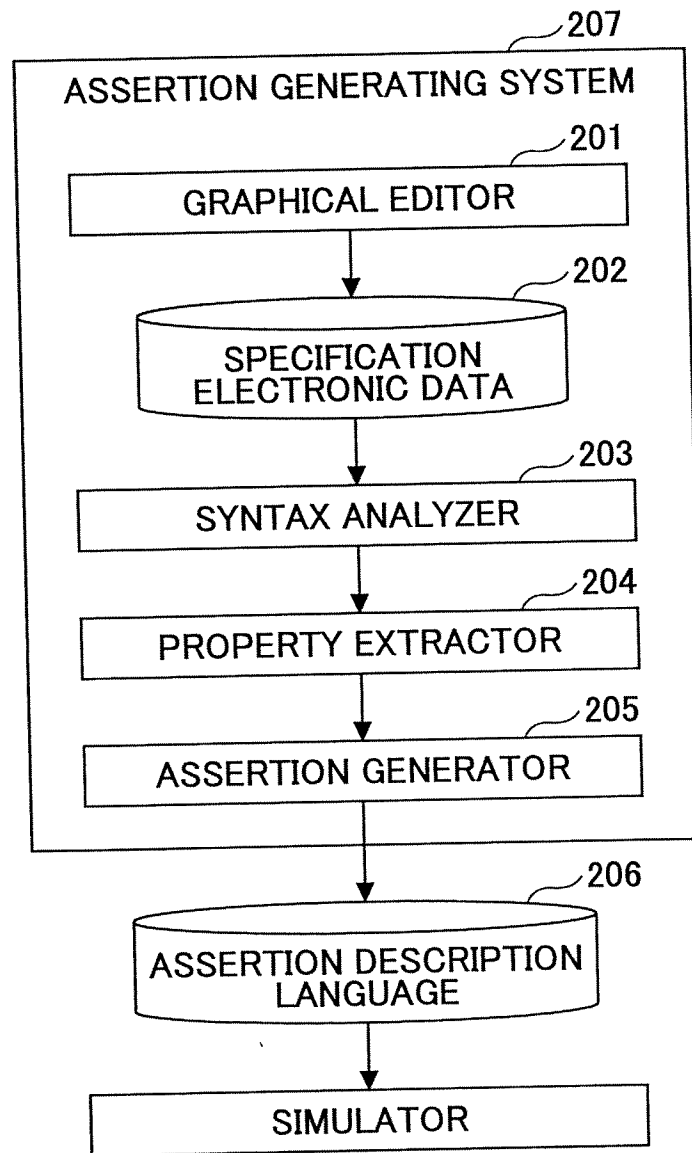 207
ASSERTION GENERATING SYSTEM
201
GRAPHICAL EDITOR
202
SPECIFICATION
ELECTRONIC DATA
203
SYNTAX ANALYZER
204
PROPERTY EXTRACTOR
205
ASSERTION GENERATOR
206
ASSERTION DESCRIPTION
LANGUAGE
SIMULATOR